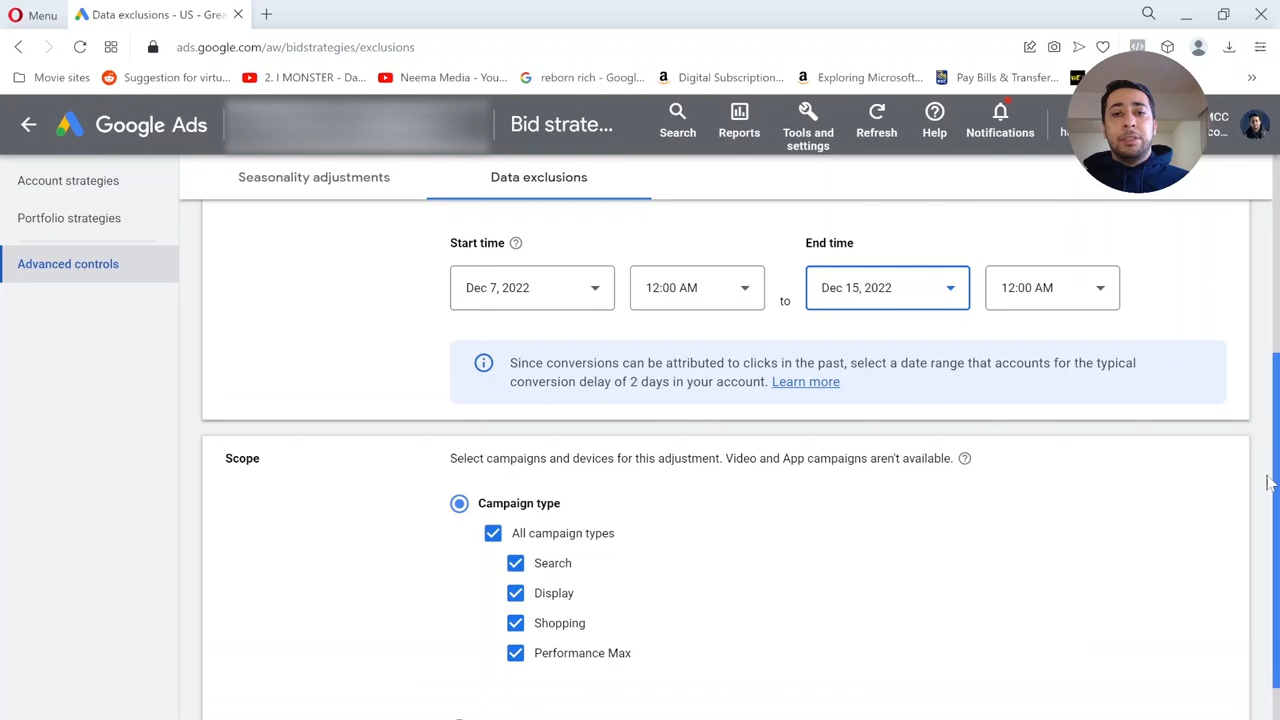 Menu
Data exclusions - US - Grea
ads.google.com/aw/bidstrategies/exclusions
Movie sites
Suggestion for virtu...
2. I MONSTER - Da...
Neema Media - You...
reborn rich - Googl...
Digital Subscription...
Exploring Microsoft...
Pay Bills & Transfer...
Google Ads
Bid strate...
Search
Reports
Tools and settings
Refresh
Help
Notifications
MCC
co...
Account strategies
Portfolio strategies
Advanced controls
Seasonality adjustments
Data exclusions
Start time
End time
Dec 7, 2022
12:00 AM
to
Dec 15, 2022
12:00 AM
Since conversions can be attributed to clicks in the past, select a date range that accounts for the typical
conversion delay of 2 days in your account. Learn more
Scope
Select campaigns and devices for this adjustment. Video and App campaigns aren't available.
Campaign type
All campaign types
Search
Display
Shopping
Performance Max